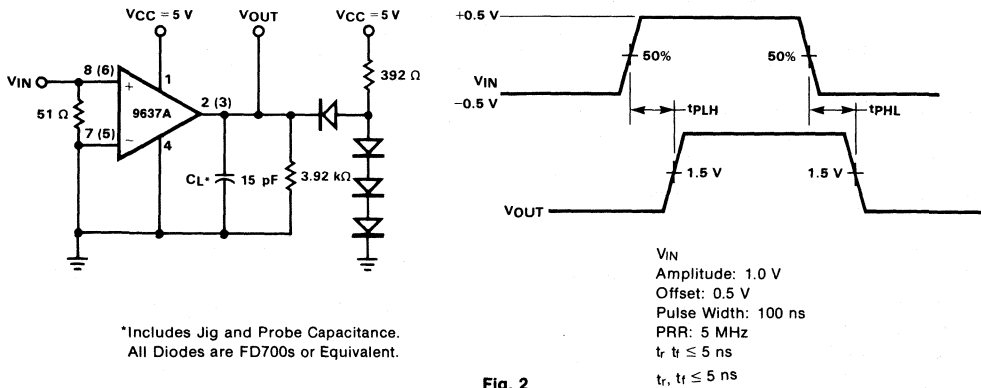 VCC = 5 V
VOUT
VCC = 5 V
392 Ω
VIN
8 (6)
+
1
51 Ω
9637A
2 (3)
7 (5)
−
4
CL*
15 pF
3.92 kΩ
+0.5 V
50%
50%
VIN
−0.5 V
tPLH
tPHL
1.5 V
1.5 V
VOUT
VIN
Amplitude: 1.0 V
Offset: 0.5 V
Pulse Width: 100 ns
PRR: 5 MHz
tr tf ≤ 5 ns
tr, tf ≤ 5 ns
*Includes Jig and Probe Capacitance.
All Diodes are FD700s or Equivalent.
Fig. 2